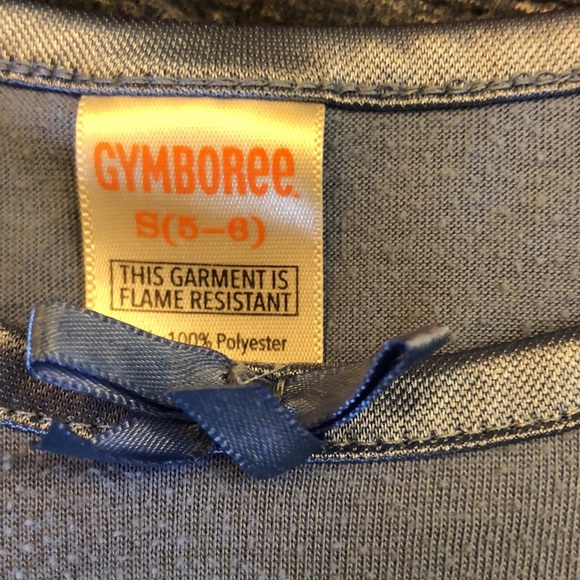 GYMBOREE
S(5-6)
THIS GARMENT IS
FLAME RESISTANT
100% Polyester